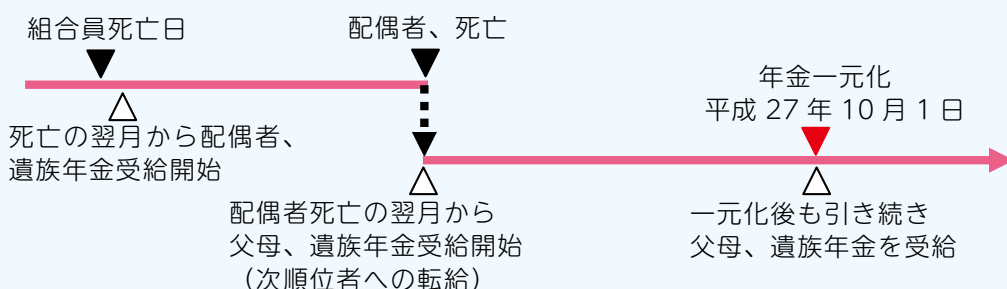 組合員死亡日
配偶者、死亡
年金一元化
平成 27 年 10 月 1 日
死亡の翌月から配偶者、
遺族年金受給開始
配偶者死亡の翌月から
父母、遺族年金受給開始
（次順位者への転給）
一元化後も引き続き
父母、遺族年金を受給